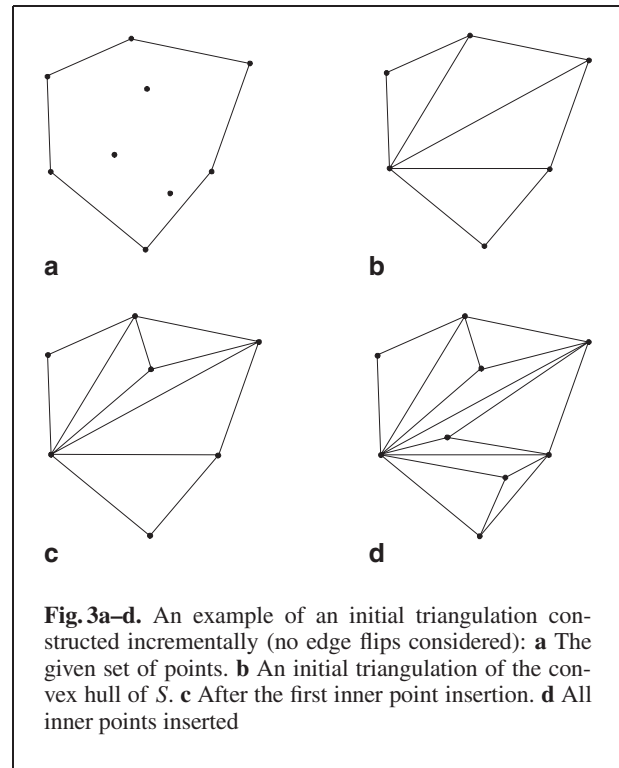 a
b
c
d
Fig. 3a–d. An example of an initial triangulation con-
structed incrementally (no edge flips considered): a The
given set of points. b An initial triangulation of the con-
vex hull of S. c After the first inner point insertion. d All
inner points inserted